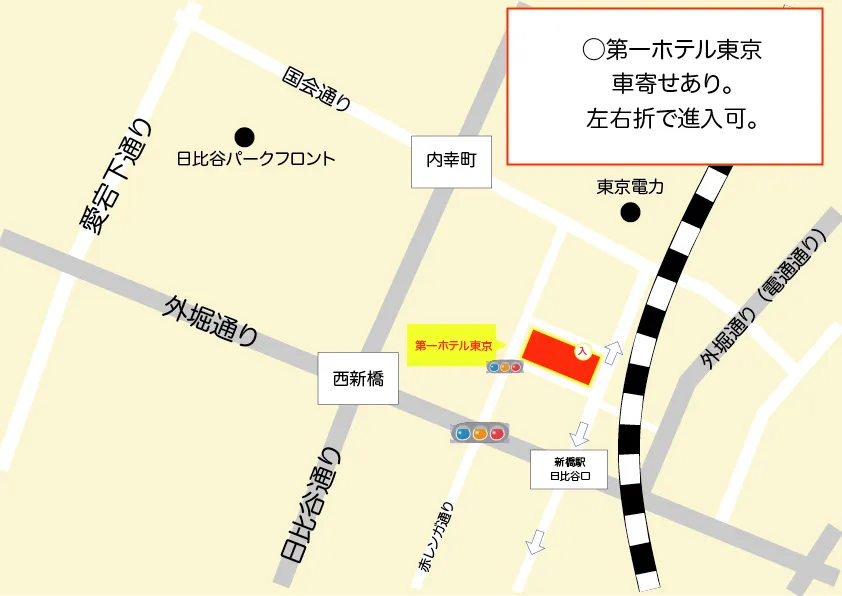 ○第一ホテル東京
車寄せあり。
左右折で進入可。
国会通り
日比谷パークフロント
内幸町
東京電力
愛宕下通り
外堀通り
外堀通り（電通通り）
第一ホテル東京
入
西新橋
新橋駅
日比谷口
日比谷通り
赤レンガ通り